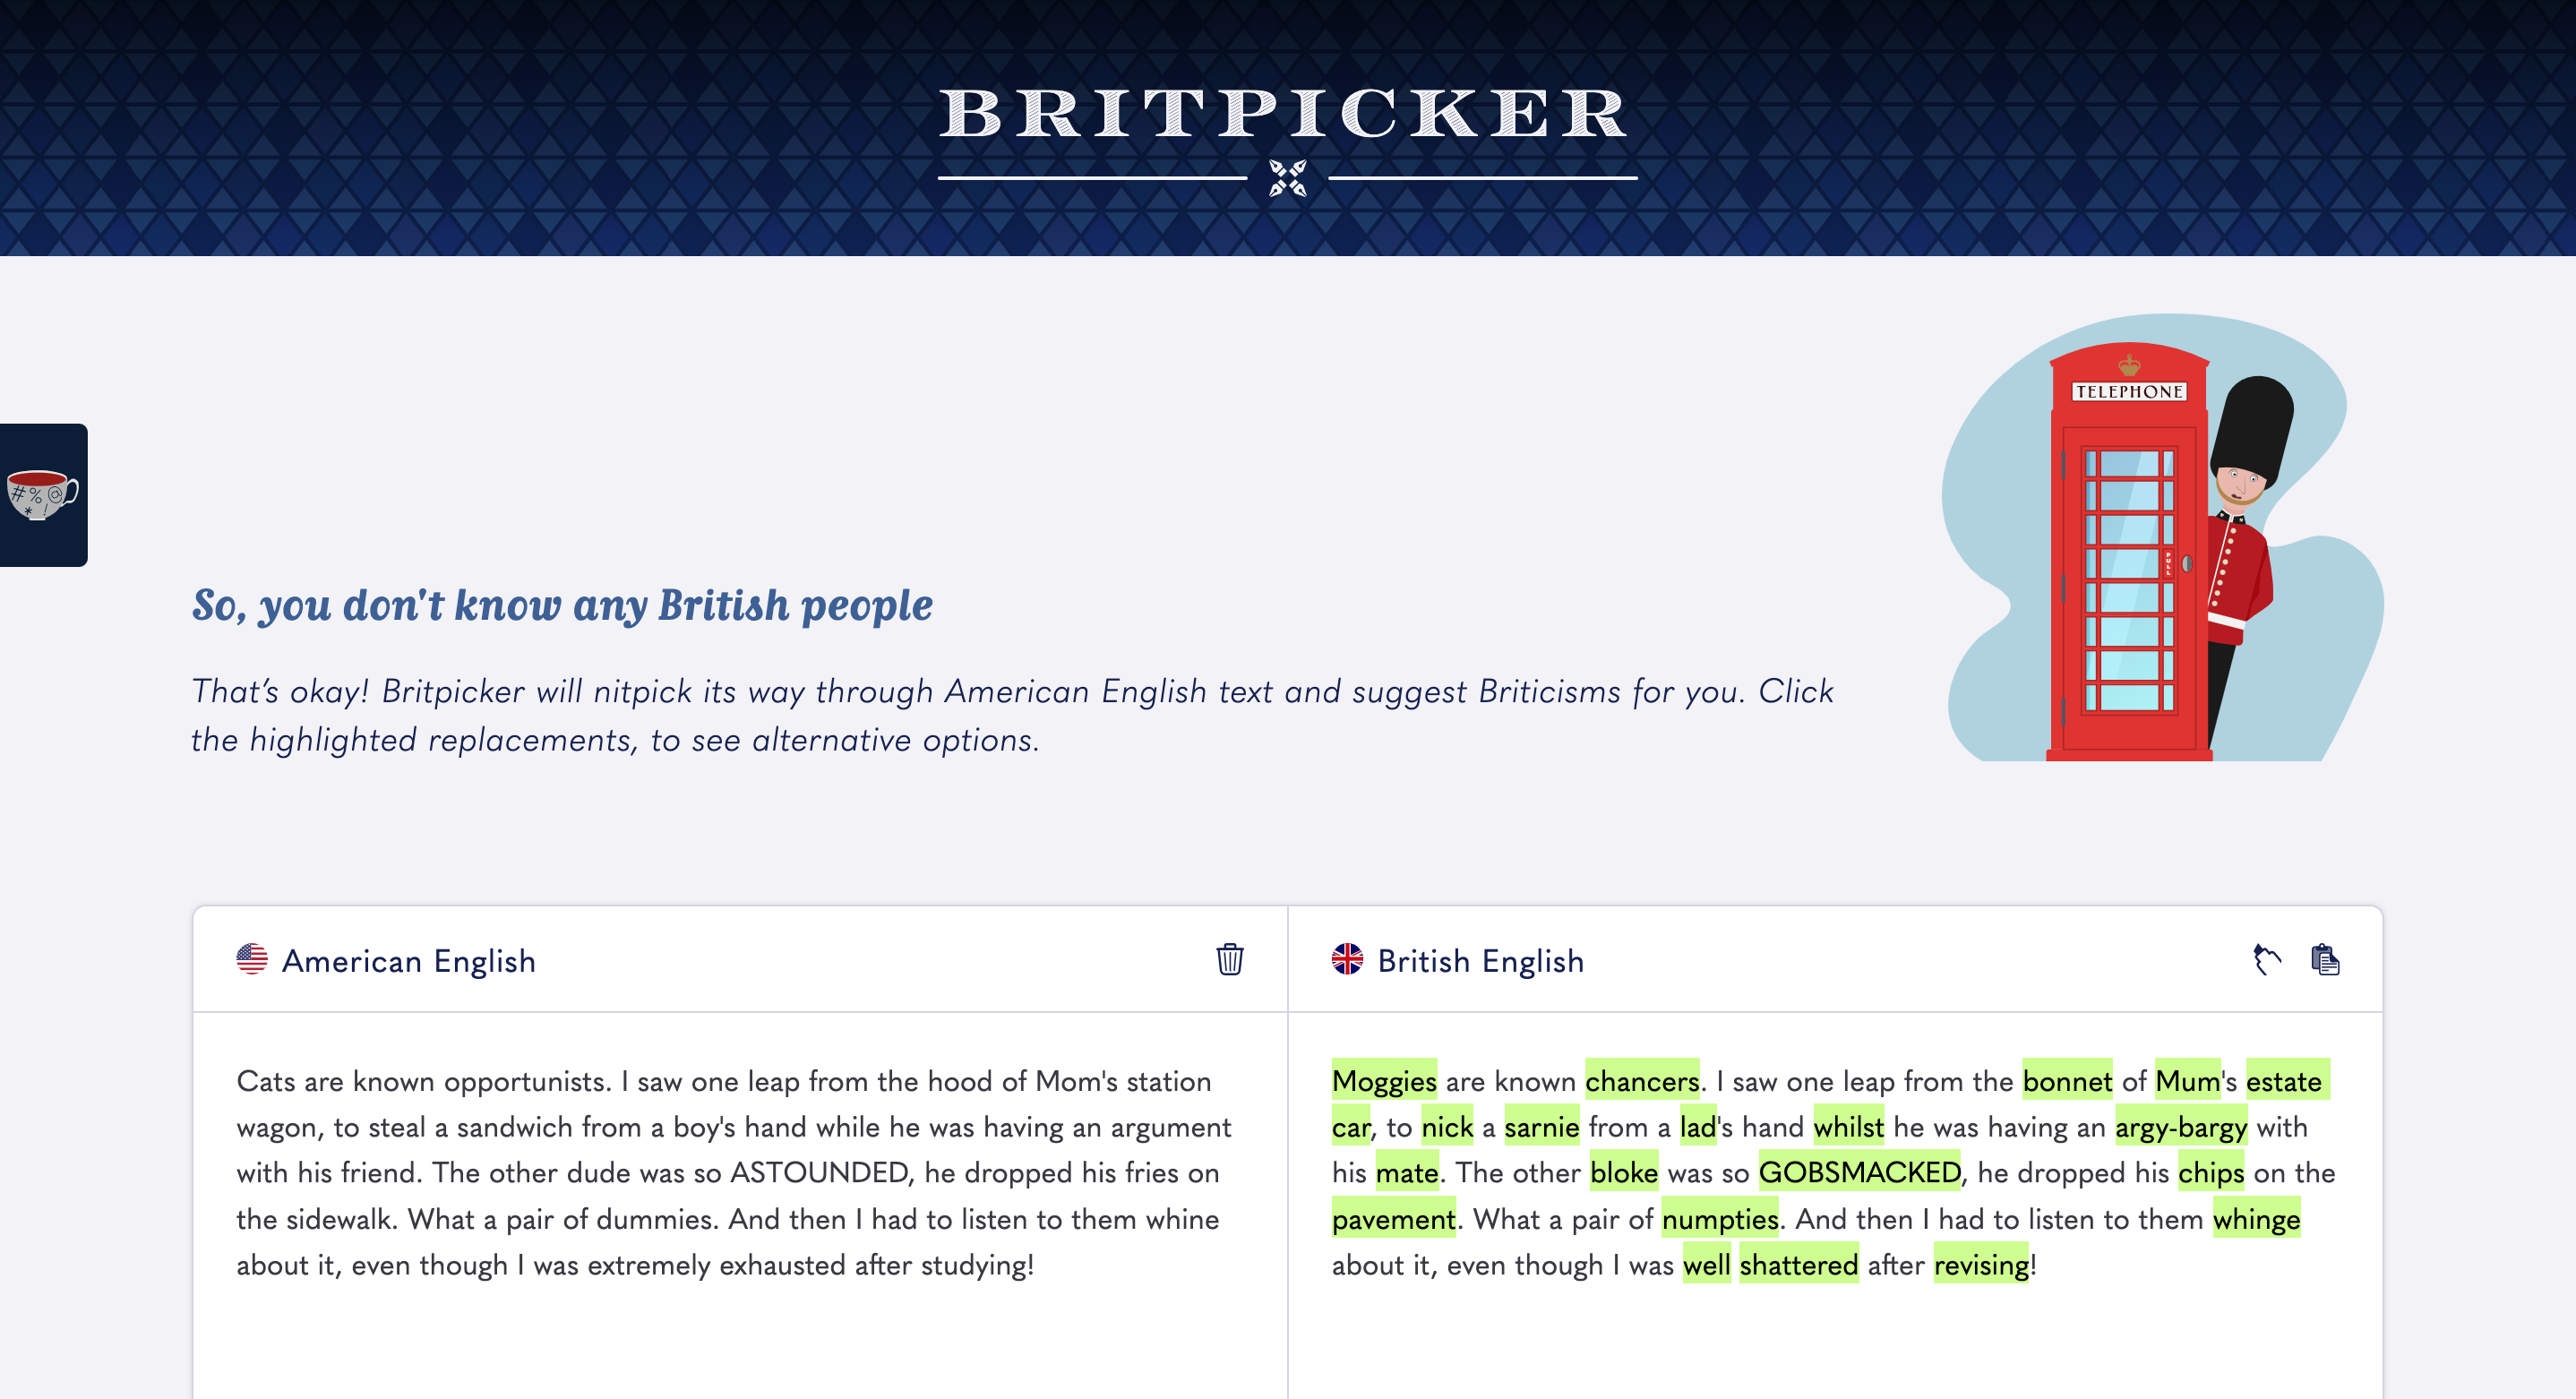 BRITPICKER
TELEPHONE
PULL
#%@
*!
So, you don't know any British people
That’s okay! Britpicker will nitpick its way through American English text and suggest Briticisms for you. Click
the highlighted replacements, to see alternative options.
American English
Cats are known opportunists. I saw one leap from the hood of Mom's station
wagon, to steal a sandwich from a boy's hand while he was having an argument
with his friend. The other dude was so ASTOUNDED, he dropped his fries on
the sidewalk. What a pair of dummies. And then I had to listen to them whine
about it, even though I was extremely exhausted after studying!
British English
Moggies are known chancers. I saw one leap from the bonnet of Mum's estate
car, to nick a sarnie from a lad's hand whilst he was having an argy-bargy with
his mate. The other bloke was so GOBSMACKED, he dropped his chips on the
pavement. What a pair of numpties. And then I had to listen to them whinge
about it, even though I was well shattered after revising!